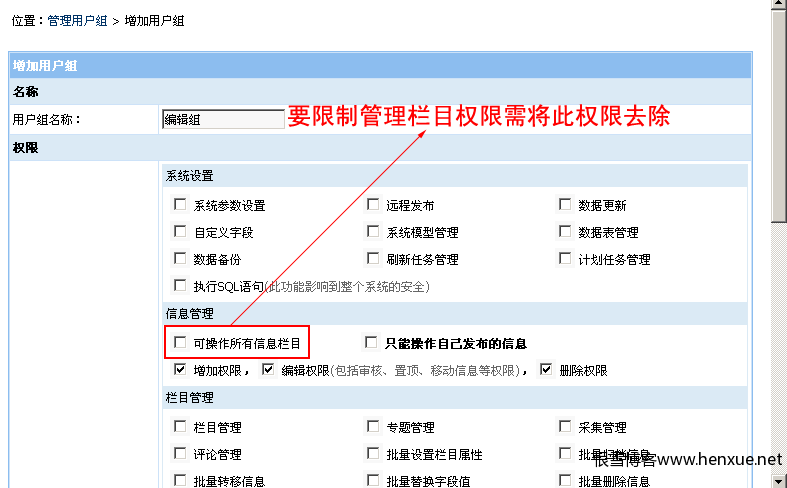 位置：管理用户组 > 增加用户组
增加用户组
名称
用户组名称： 编辑组 要限制管理栏目权限需将此权限去除
权限
系统设置
系统参数设置 远程发布 数据更新
自定义字段 系统模型管理 数据表管理
数据备份 刷新任务管理 计划任务管理
执行SQL语句(此功能影响到整个系统的安全)
信息管理
可操作所有信息栏目 只能操作自己发布的信息
增加权限， 编辑权限(包括审核、置顶、移动信息等权限)， 删除权限
栏目管理
栏目管理 专题管理 采集管理
评论管理 批量设置栏目属性 批量归档信息
很雪博客www.henxue.net
批量转移信息 批量替换字段值 批量删除信息